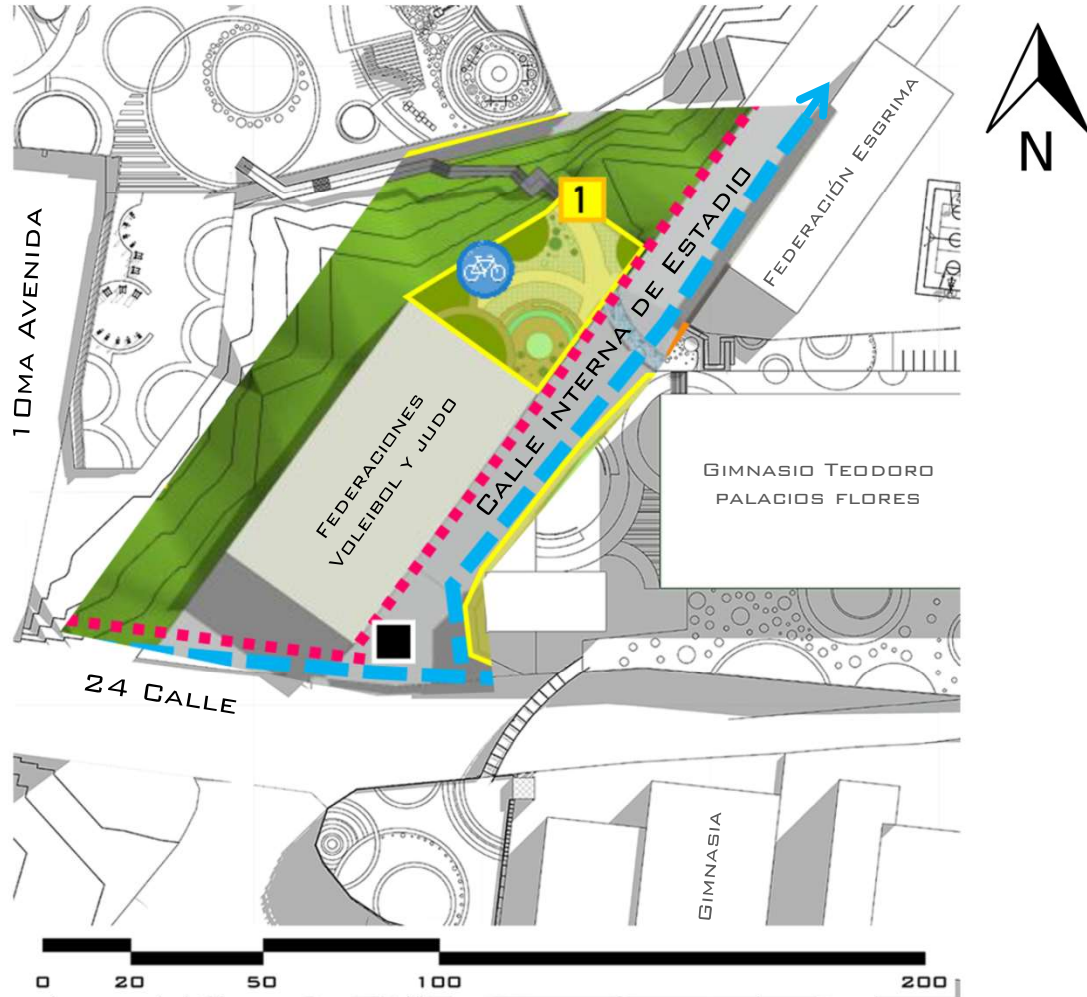 N
1
10MA AVENIDA
FEDERACIÓN ESGRIMA
CALLE INTERNA DE ESTADIO
FEDERACIONES
VOLEIBOL Y JUDO
GIMNASIO TEODORO
PALACIOS FLORES
24 CALLE
GIMNASIA
0 20 50 100 200